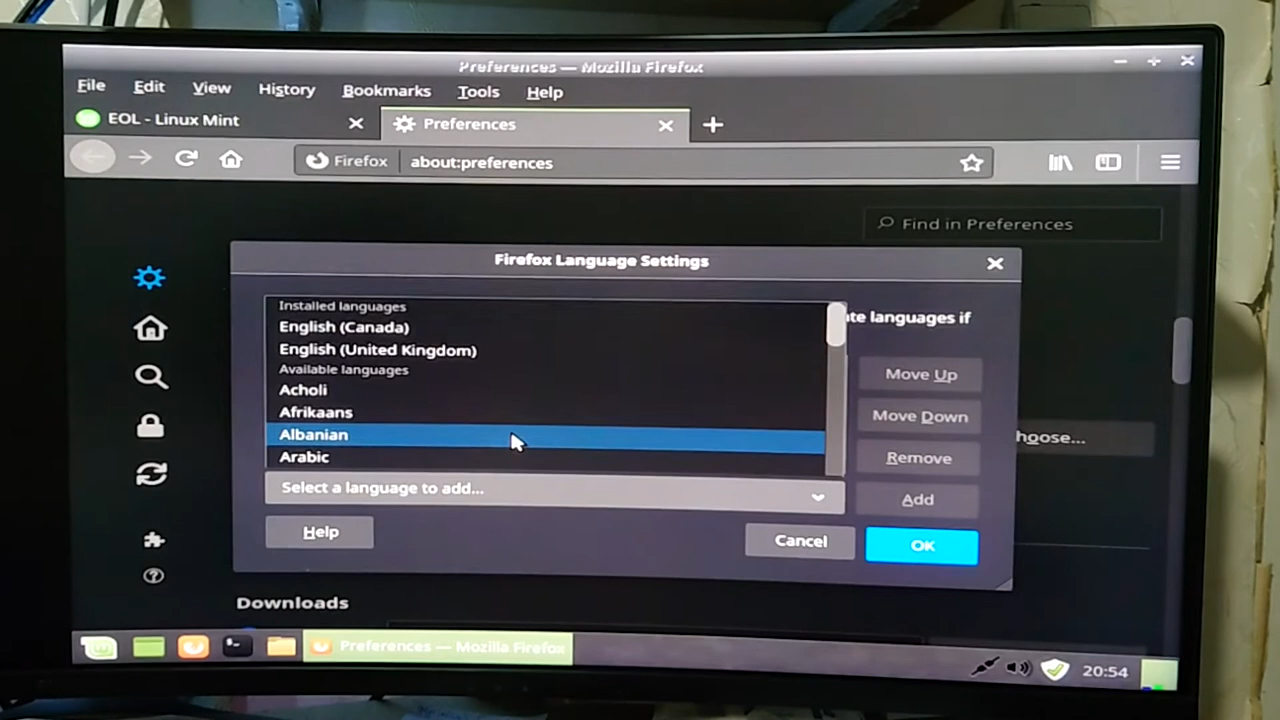 Preferences — Mozilla Firefox
File Edit View History Bookmarks Tools Help
EOL - Linux Mint
Preferences
Firefox about:preferences
Find in Preferences
Firefox Language Settings
Installed languages
English (Canada)
English (United Kingdom)
Available languages
Acholi
Afrikaans
Albanian
Arabic
Select a language to add...
languages if
Move Up
Move Down
hoose...
Remove
Add
Help Cancel OK
Downloads
Preferences — Mozilla Firefox
20:54